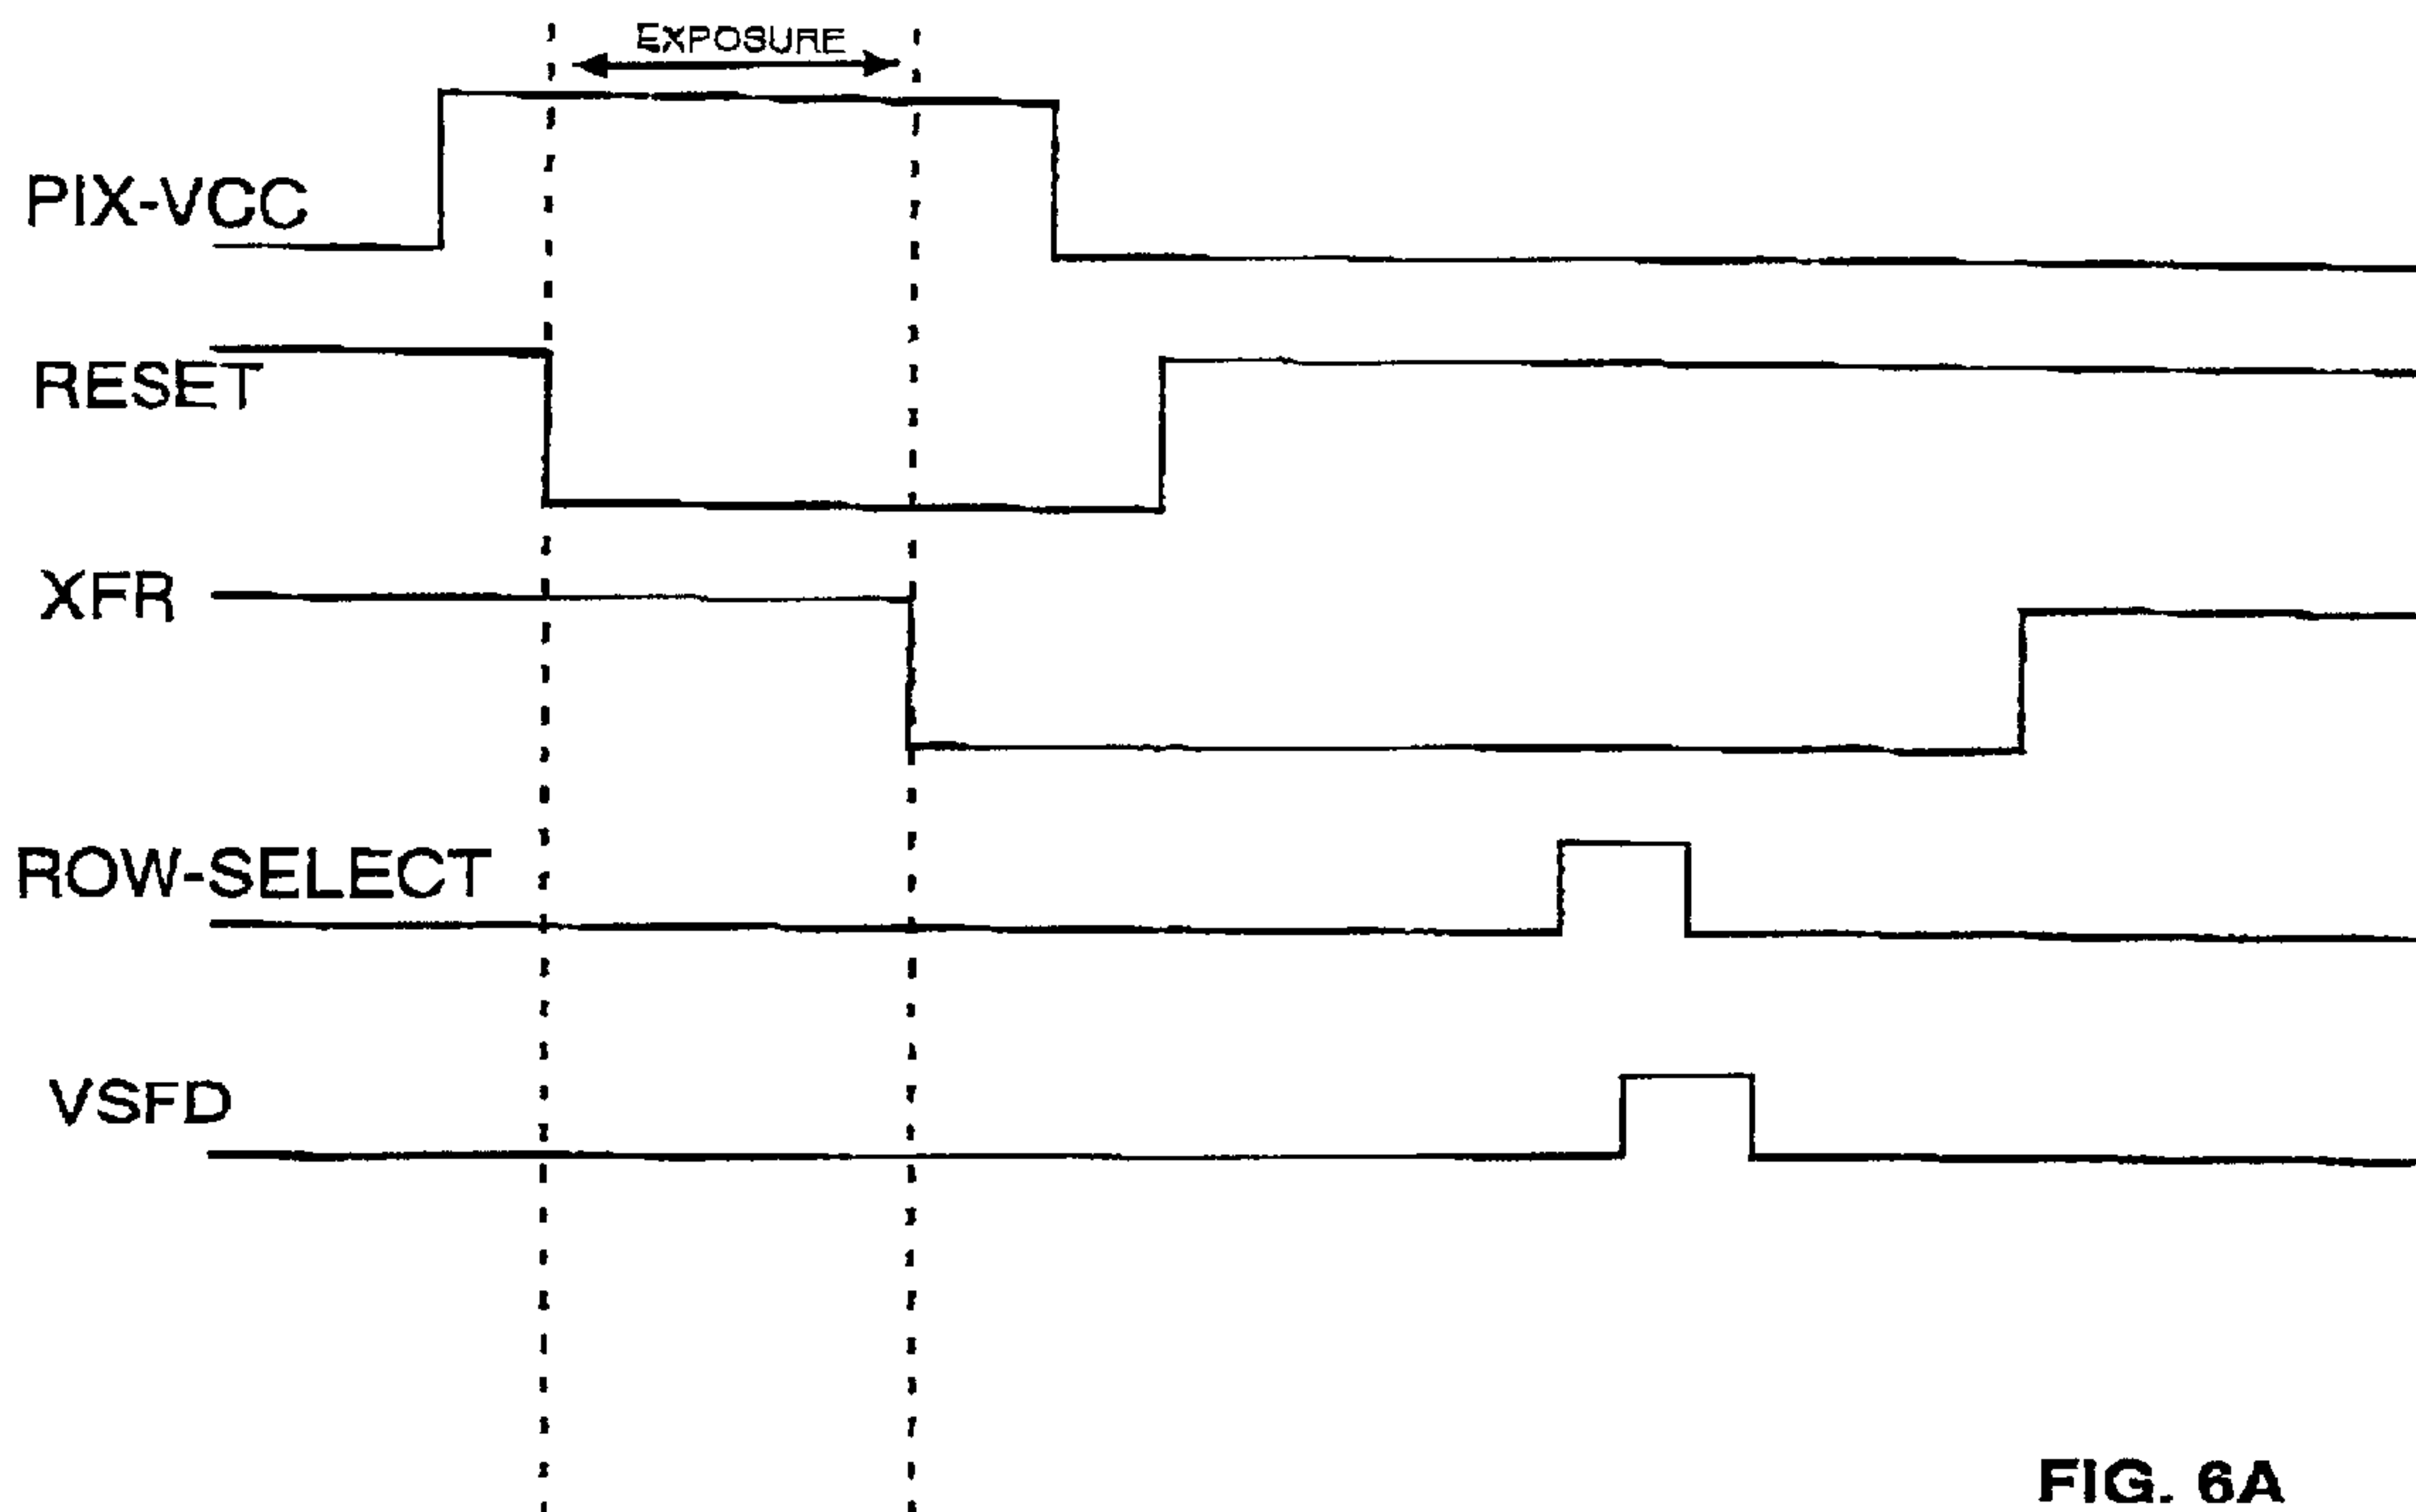 EXPOSURE
PIX-VCC
RESET
XFR
ROW-SELECT
VSFD
FIG. 6A